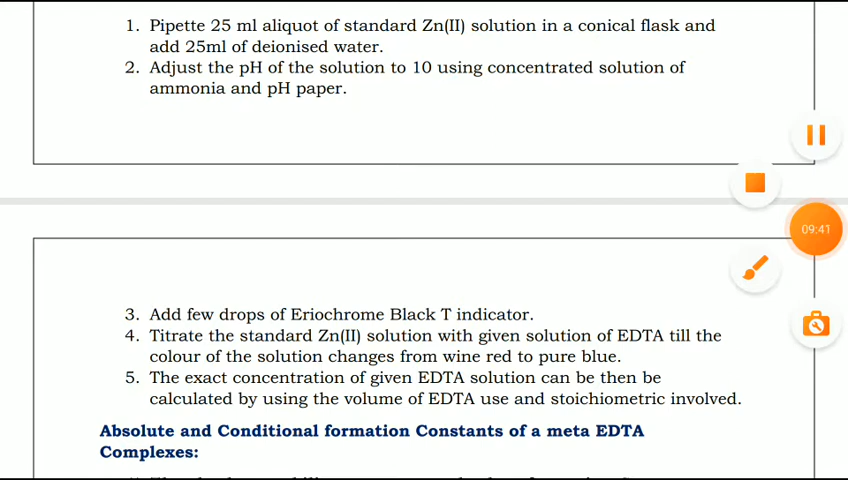 1. Pipette 25 ml aliquot of standard Zn(II) solution in a conical flask and
add 25ml of deionised water.
2. Adjust the pH of the solution to 10 using concentrated solution of
ammonia and pH paper.
09:41
3. Add few drops of Eriochrome Black T indicator.
4. Titrate the standard Zn(II) solution with given solution of EDTA till the
colour of the solution changes from wine red to pure blue.
5. The exact concentration of given EDTA solution can be then be
calculated by using the volume of EDTA use and stoichiometric involved.
Absolute and Conditional formation Constants of a meta EDTA
Complexes: